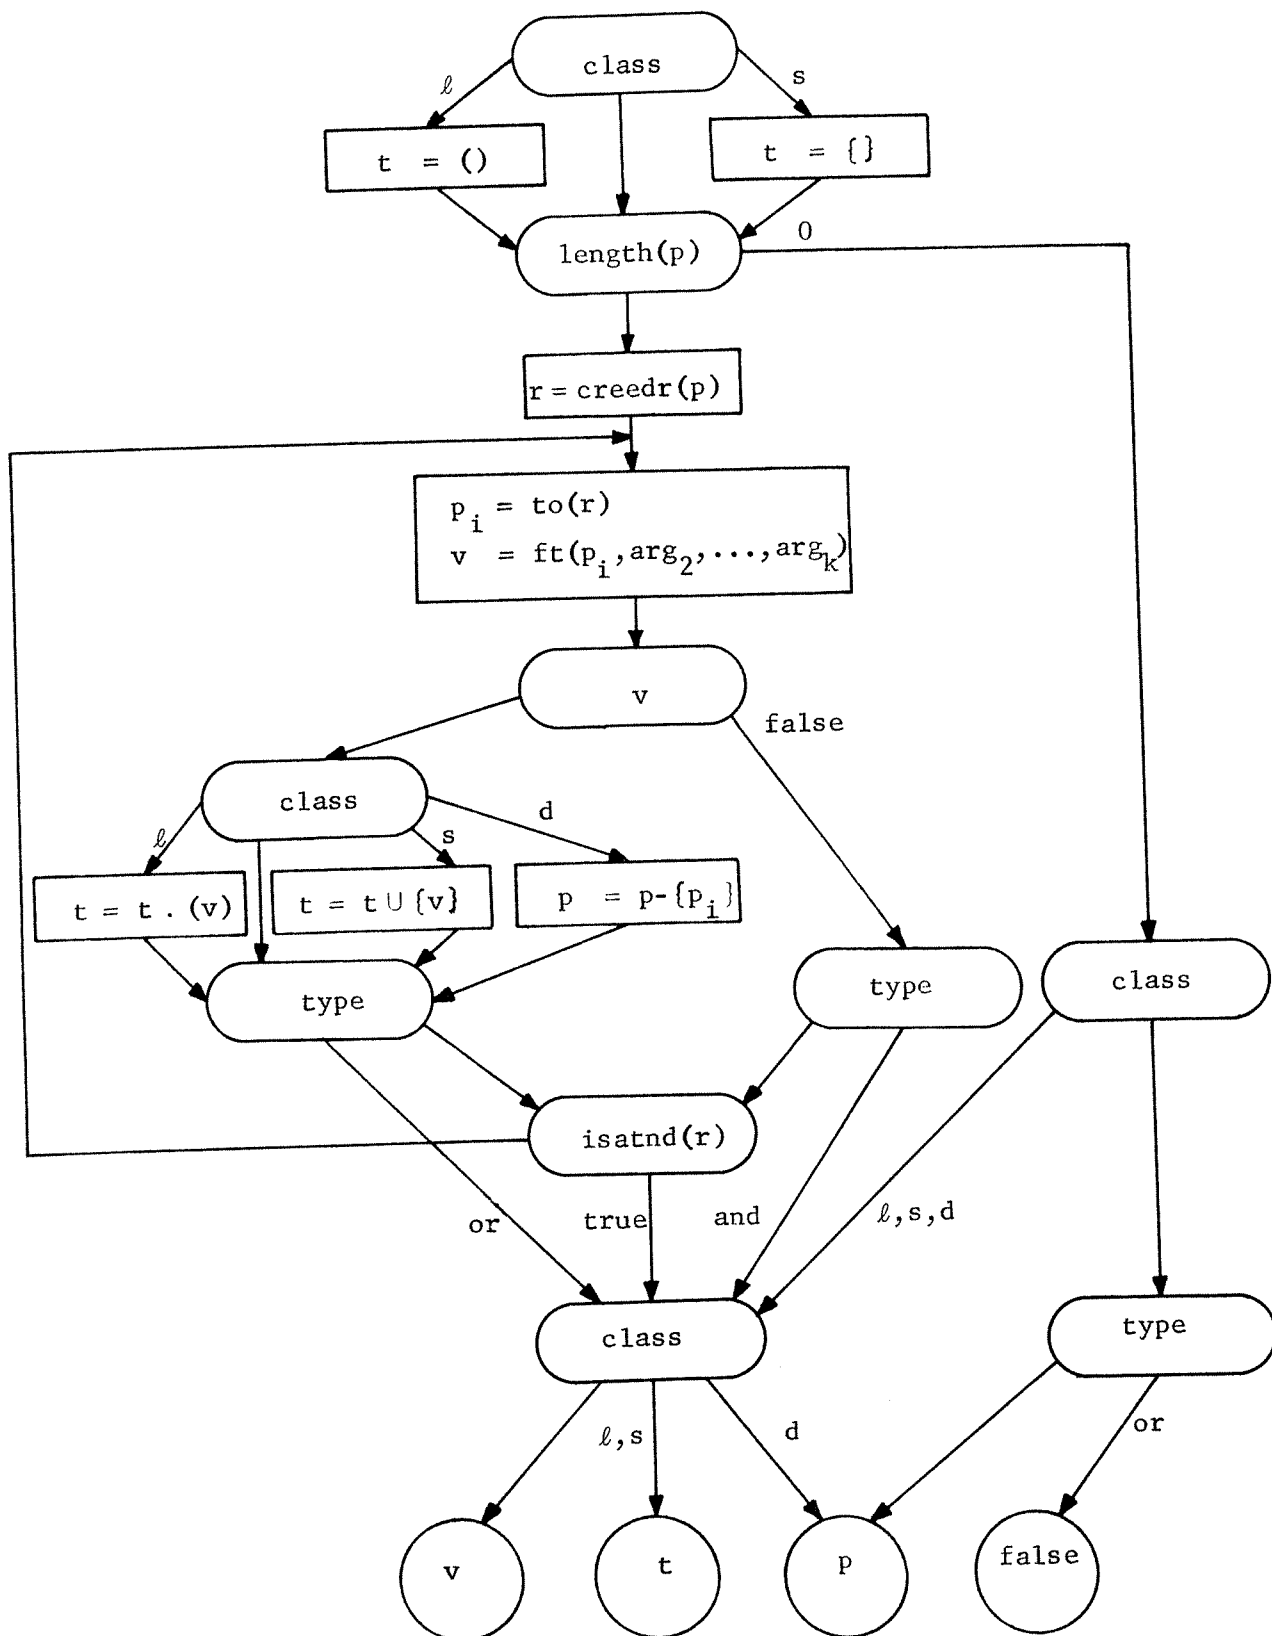 class
ℓ
s
t = ()
t = {}
length(p)
0
r = creedr(p)
p_i = to(r)
v = ft(p_i,arg_2,...,arg_k)
v
false
class
ℓ
s
d
t = t . (v)
t = t ∪ {v}
p = p-{p_i}
type
type
class
isatnd(r)
or
true
and
ℓ,s,d
class
type
ℓ,s
d
or
v
t
p
false